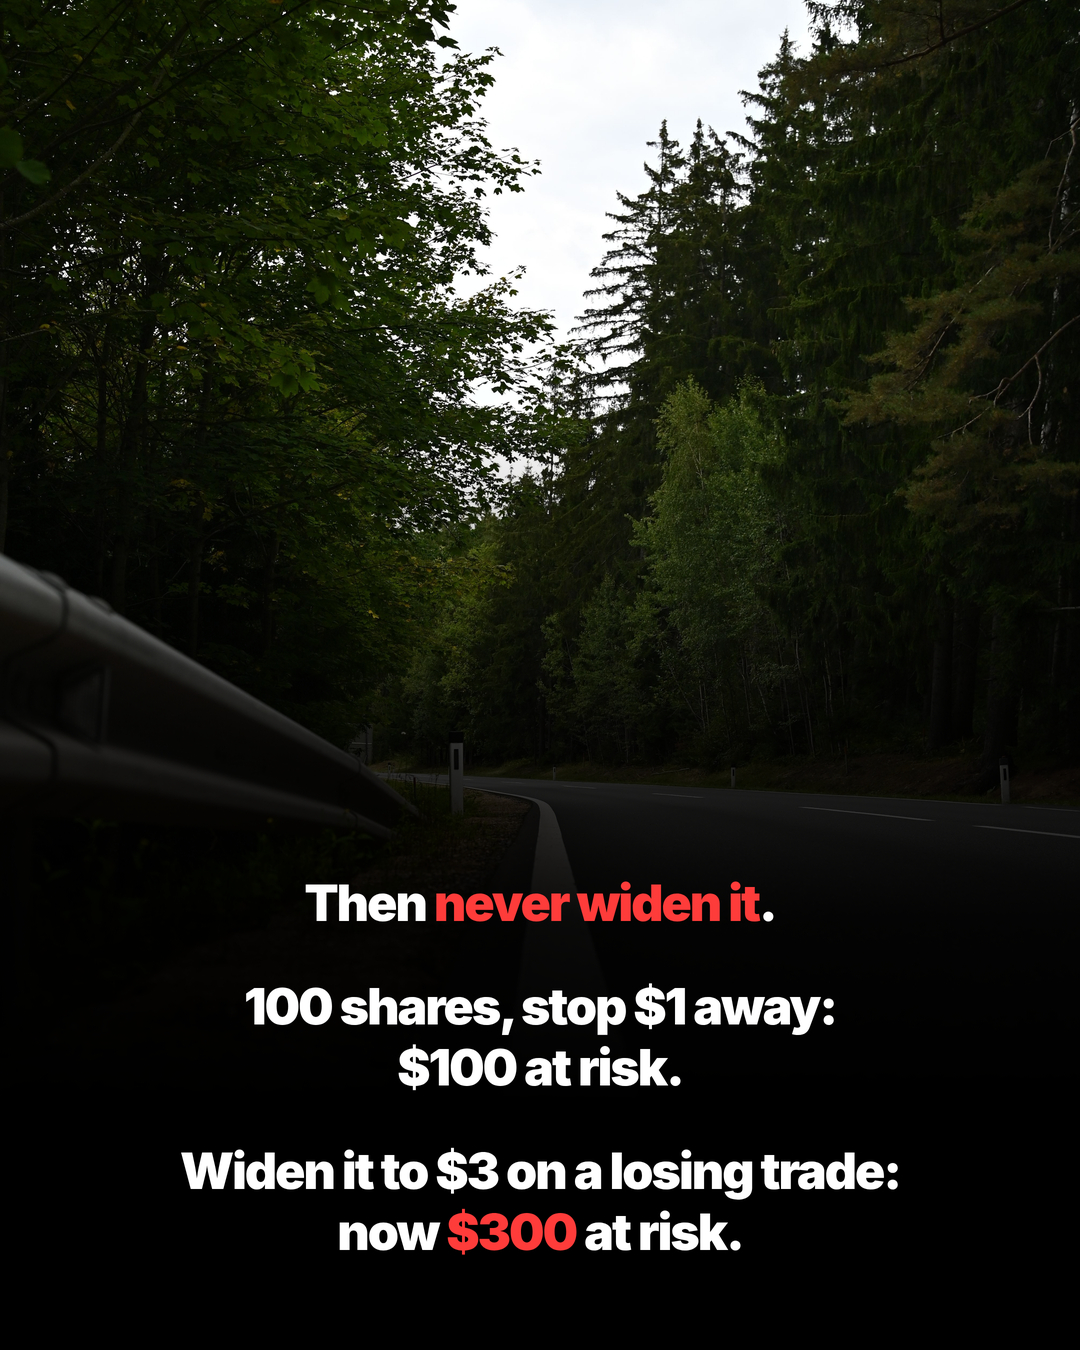 Then never widen it.
100 shares, stop $1 away:
$100 at risk.
Widen it to $3 on a losing trade:
now $300 at risk.